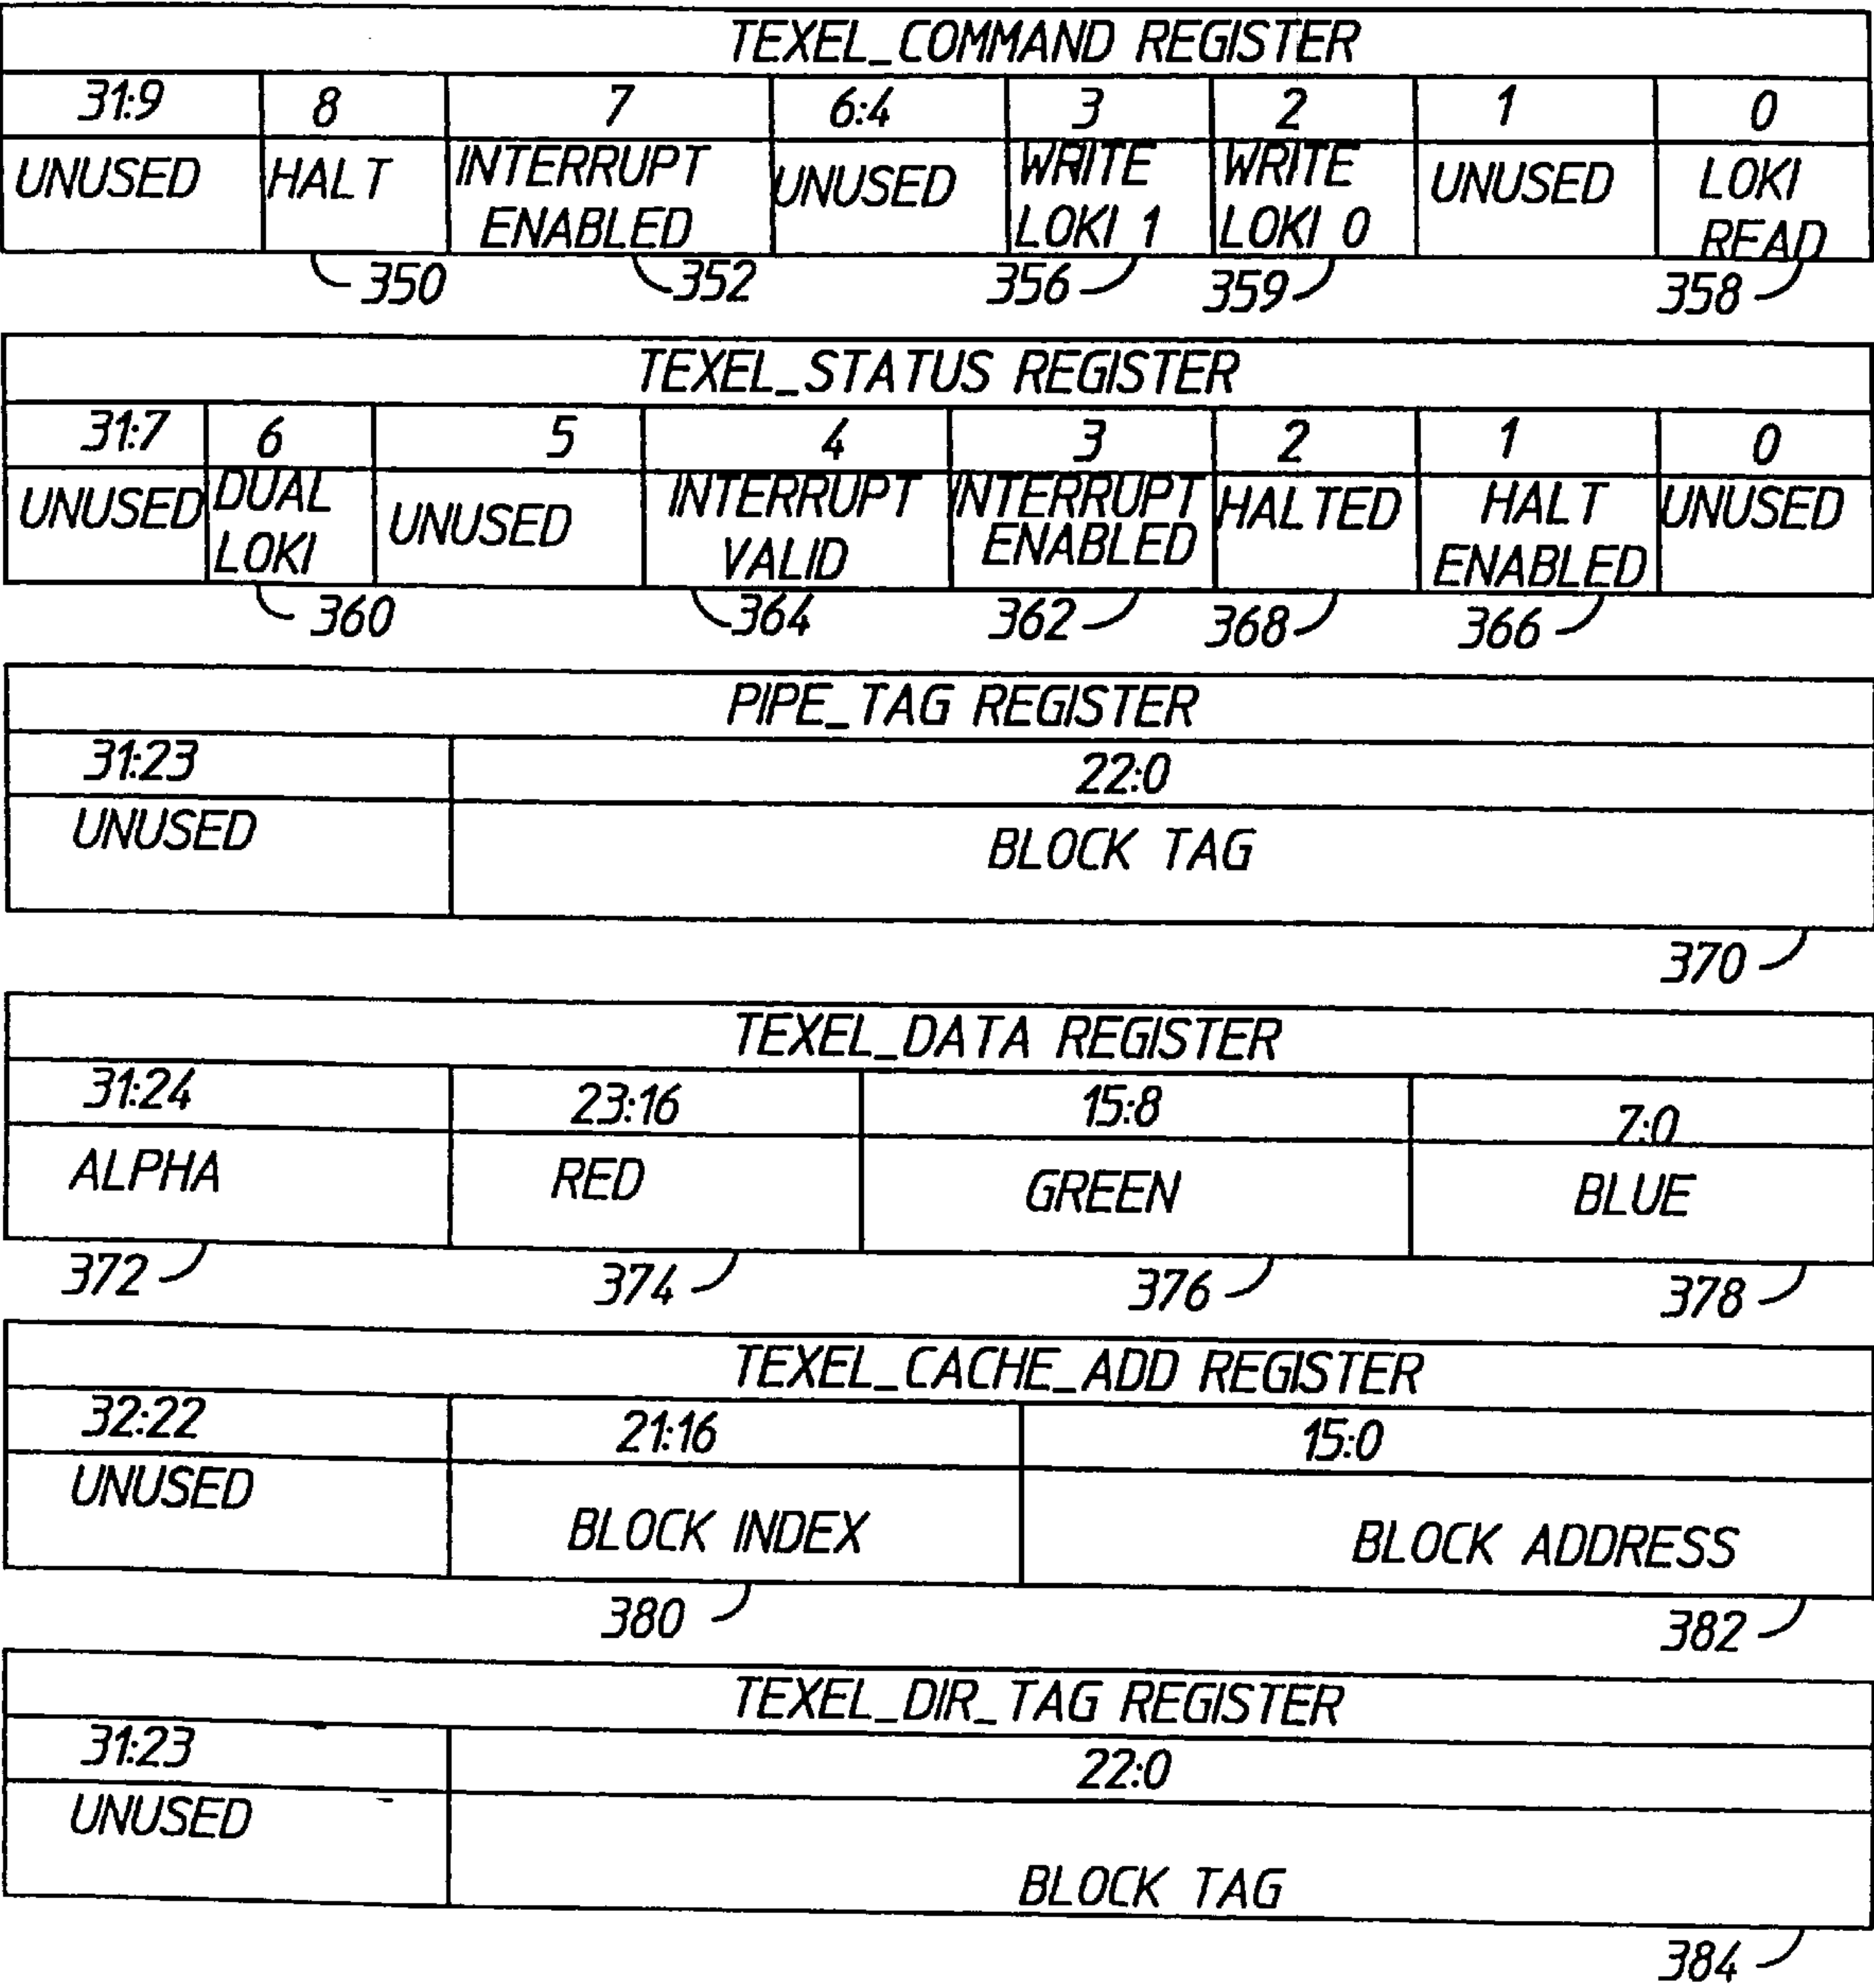 TEXEL_COMMAND REGISTER
31:9 8 7 6:4 3 2 1 0
UNUSED HALT INTERRUPT UNUSED WRITE WRITE UNUSED LOKI
ENABLED LOKI 1 LOKI 0 READ
350 352 356 359 358
TEXEL_STATUS REGISTER
31:7 6 5 4 3 2 1 0
UNUSED DUAL UNUSED INTERRUPT INTERRUPT HALTED HALT UNUSED
LOKI VALID ENABLED ENABLED
360 364 362 368 366
PIPE_TAG REGISTER
31:23 22:0
UNUSED BLOCK TAG
370
TEXEL_DATA REGISTER
31:24 23:16 15:8 7:0
ALPHA RED GREEN BLUE
372 374 376 378
TEXEL_CACHE_ADD REGISTER
32:22 21:16 15:0
UNUSED BLOCK INDEX BLOCK ADDRESS
380 382
TEXEL_DIR_TAG REGISTER
31:23 22:0
UNUSED
BLOCK TAG
384